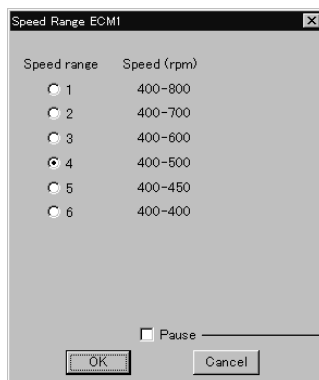 Speed Range ECM1
Speed range Speed (rpm)
1 400-800
2 400-700
3 400-600
4 400-500
5 400-450
6 400-400
Pause
OK Cancel